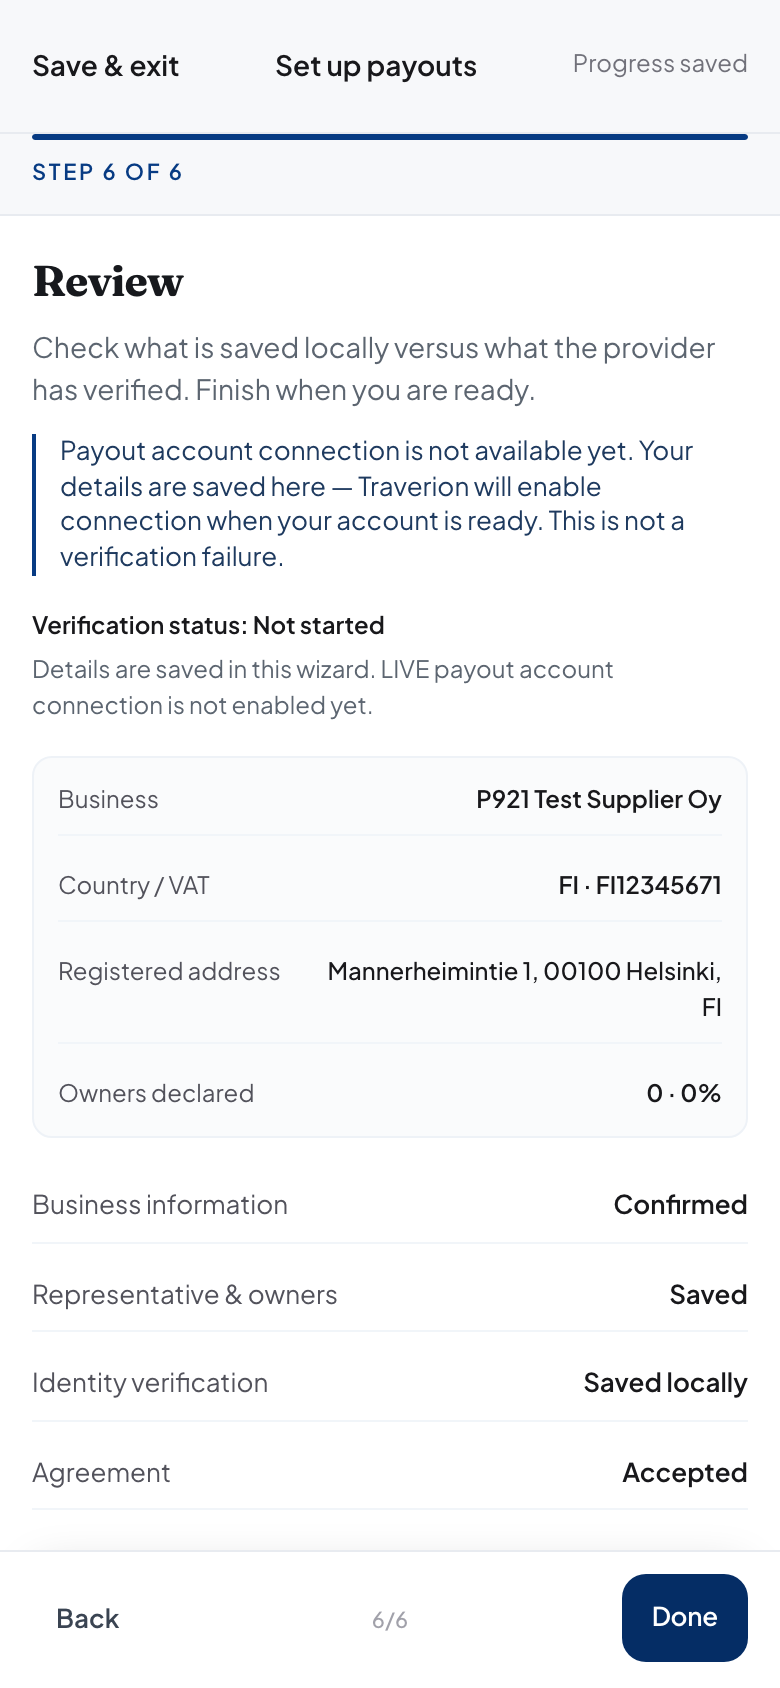 Save & exit
Set up payouts
Progress saved
STEP 6 OF 6
Review
Check what is saved locally versus what the provider
has verified. Finish when you are ready.
Payout account connection is not available yet. Your
details are saved here — Traverion will enable
connection when your account is ready. This is not a
verification failure.
Verification status: Not started
Details are saved in this wizard. LIVE payout account
connection is not enabled yet.
Business
P921 Test Supplier Oy
Country / VAT
FI · FI12345671
Registered address
Mannerheimintie 1, 00100 Helsinki,
FI
Owners declared
0 · 0%
Business information
Confirmed
Representative & owners
Saved
Identity verification
Saved locally
Agreement
Accepted
Back
6/6
Done